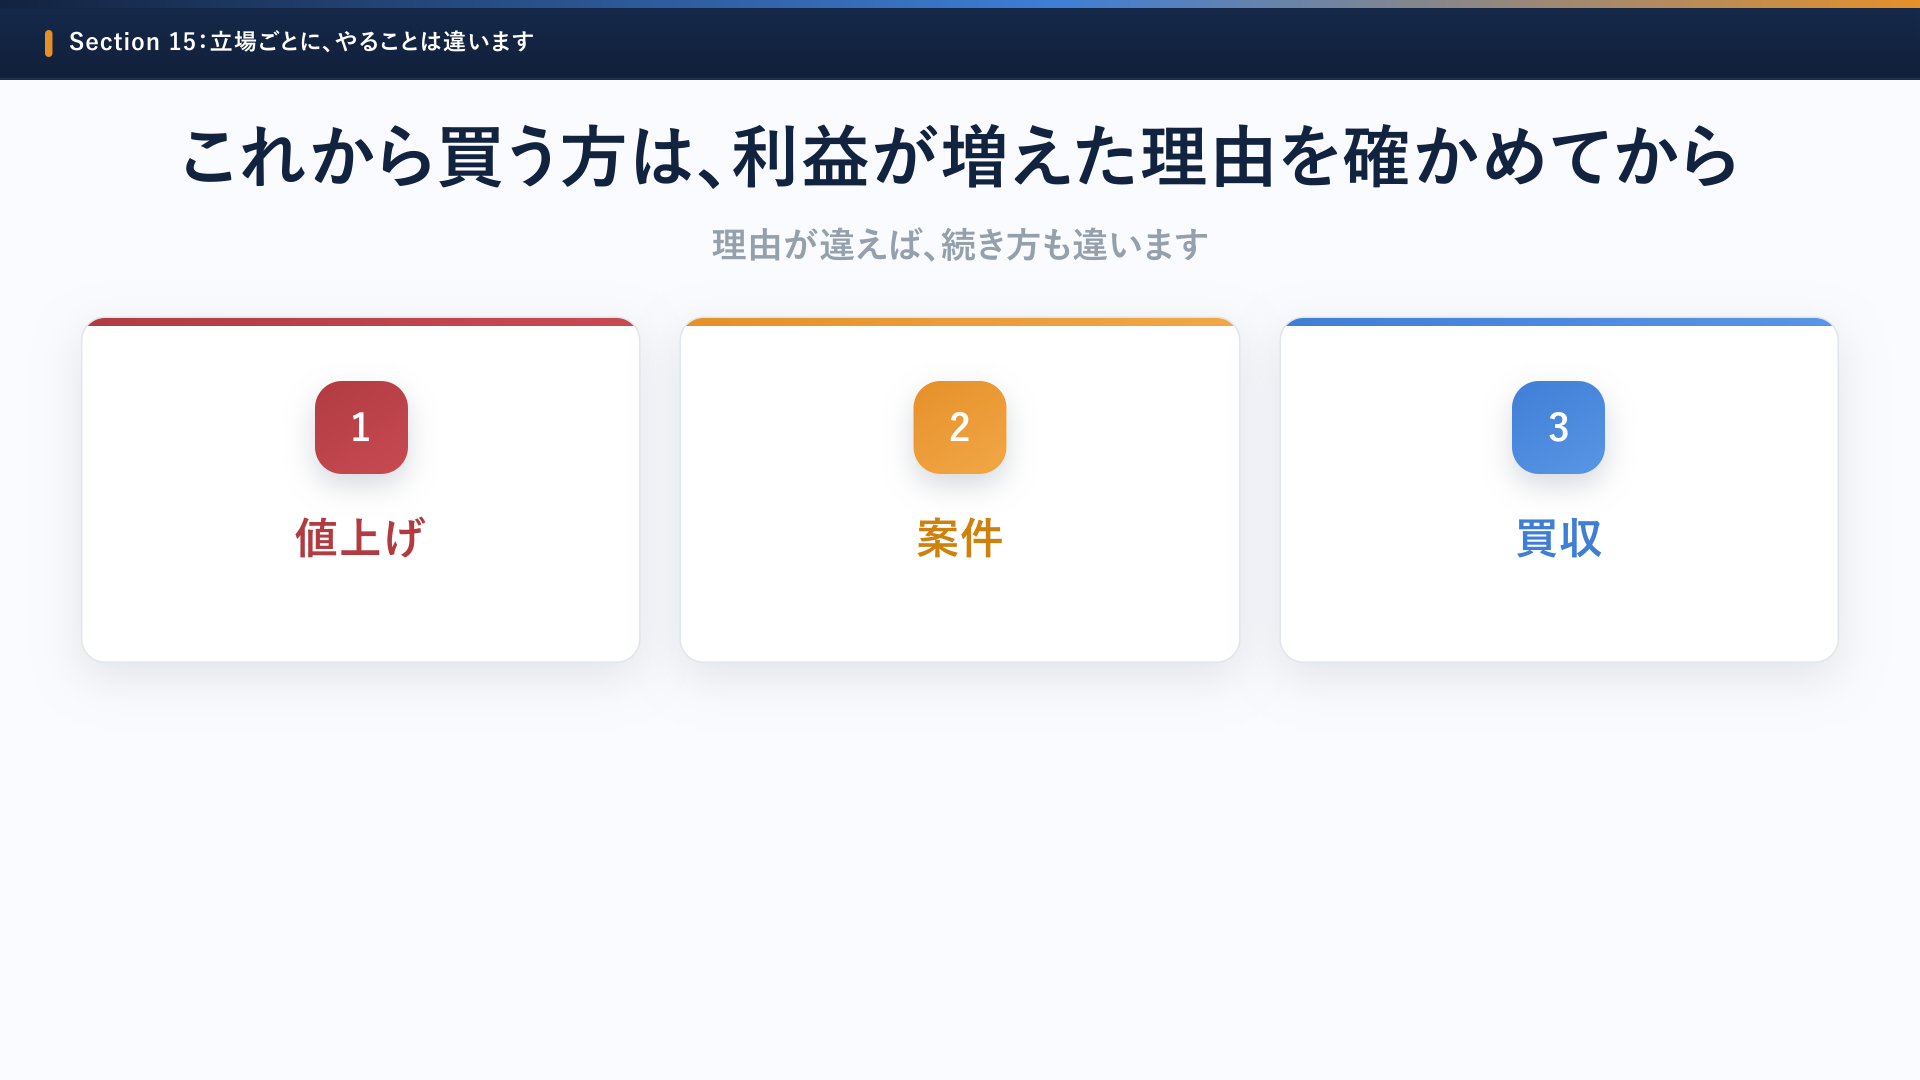 Section 15：立場ごとに、やることは違います
これから買う方は、利益が増えた理由を確かめてから
理由が違えば、続き方も違います
1
値上げ
2
案件
3
買収